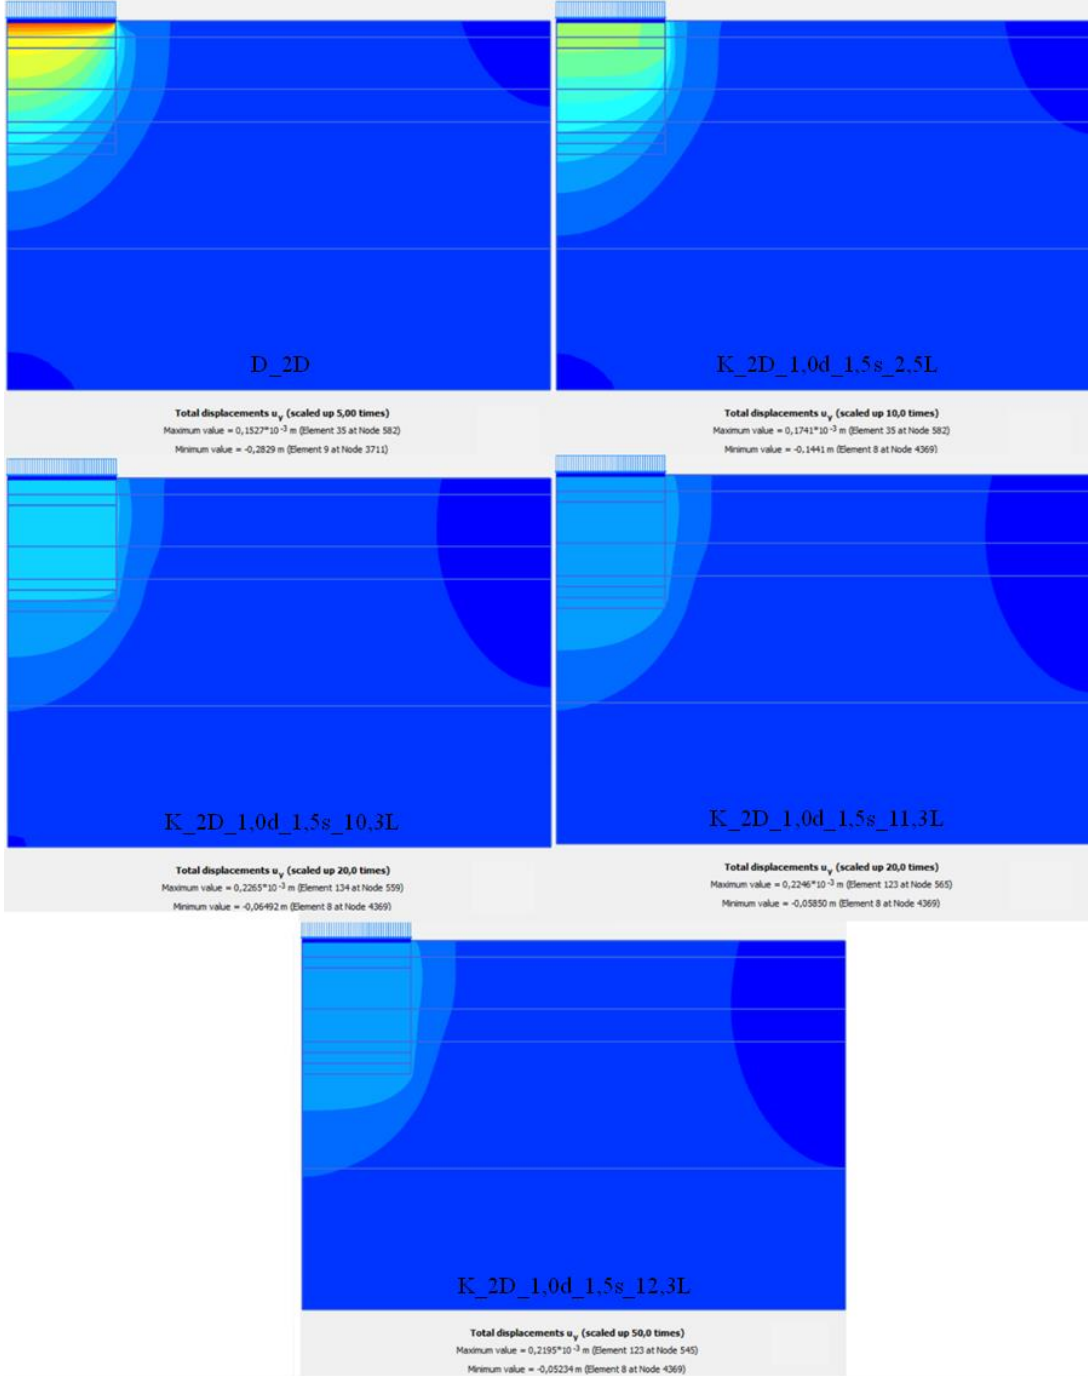 D_2D
Total displacements uy (scaled up 5,00 times)
Maximum value = 0,1527*10-3 m (Element 35 at Node 582)
Minimum value = -0,2829 m (Element 9 at Node 3711)
K_2D_1,0d_1,5s_2,5L
Total displacements uy (scaled up 10,0 times)
Maximum value = 0,1741*10-3 m (Element 35 at Node 582)
Minimum value = -0,1441 m (Element 8 at Node 4369)
K_2D_1,0d_1,5s_10,3L
Total displacements uy (scaled up 20,0 times)
Maximum value = 0,2265*10-3 m (Element 134 at Node 559)
Minimum value = -0,06492 m (Element 8 at Node 4369)
K_2D_1,0d_1,5s_11,3L
Total displacements uy (scaled up 20,0 times)
Maximum value = 0,2246*10-3 m (Element 123 at Node 565)
Minimum value = -0,05850 m (Element 8 at Node 4369)
K_2D_1,0d_1,5s_12,3L
Total displacements uy (scaled up 50,0 times)
Maximum value = 0,2195*10-3 m (Element 123 at Node 545)
Minimum value = -0,05234 m (Element 8 at Node 4369)